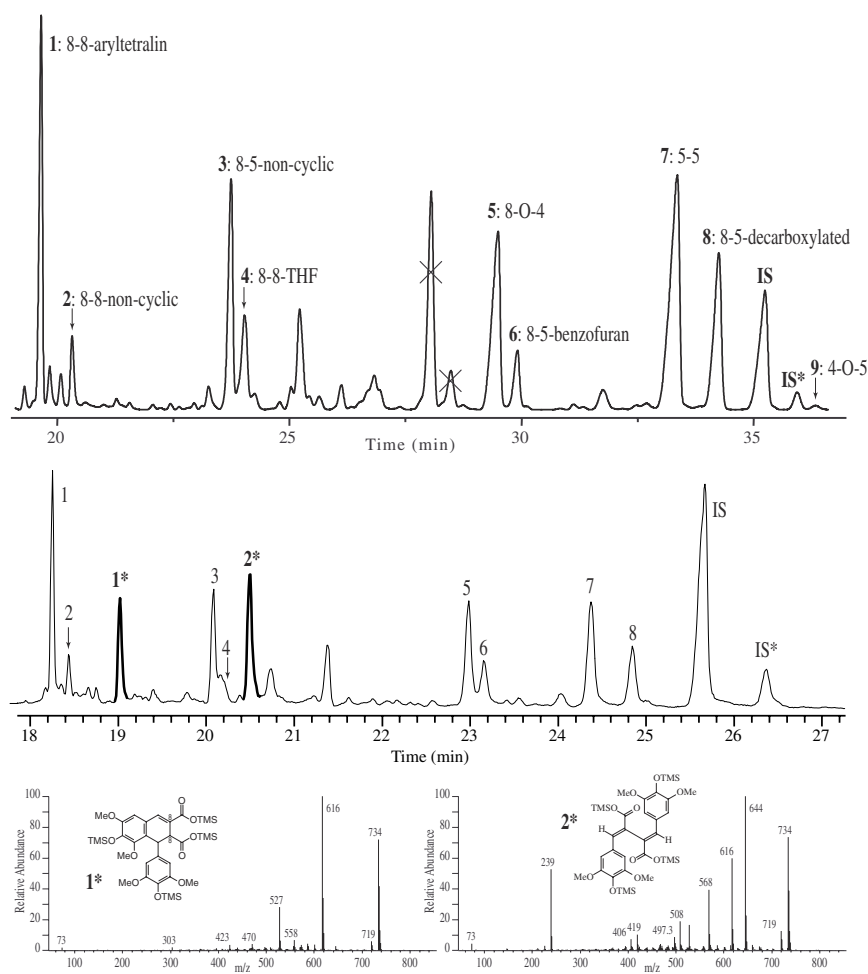 1: 8-8-aryltetralin
3: 8-5-non-cyclic
7: 5-5
5: 8-O-4
8: 8-5-decarboxylated
4: 8-8-THF
IS
2: 8-8-non-cyclic
6: 8-5-benzofuran
IS* 9: 4-O-5
20 25 30 35
Time (min)
1
IS
2*
1*
3
5
7
2
4
6
8
IS*
18 19 20 21 22 23 24 25 26 27
Time (min)
100
80
60
40
20
0
Relative Abundance
616
734
527
73
303
423
470
558
719
MeO
TMSO
OMe
8
8
O
OTMS
OTMS
O
MeO
OMe
OTMS
1*
100 200 300 400 500 600 700 800
m/z
100
80
60
40
20
0
Relative Abundance
OTMS
MeO OMe
O
TMSO
H
H
O
OTMS
MeO OMe
OTMS
2*
644
734
616
239
568
508
73
406
419
497.3
719
100 200 300 400 500 600 700 800
m/z